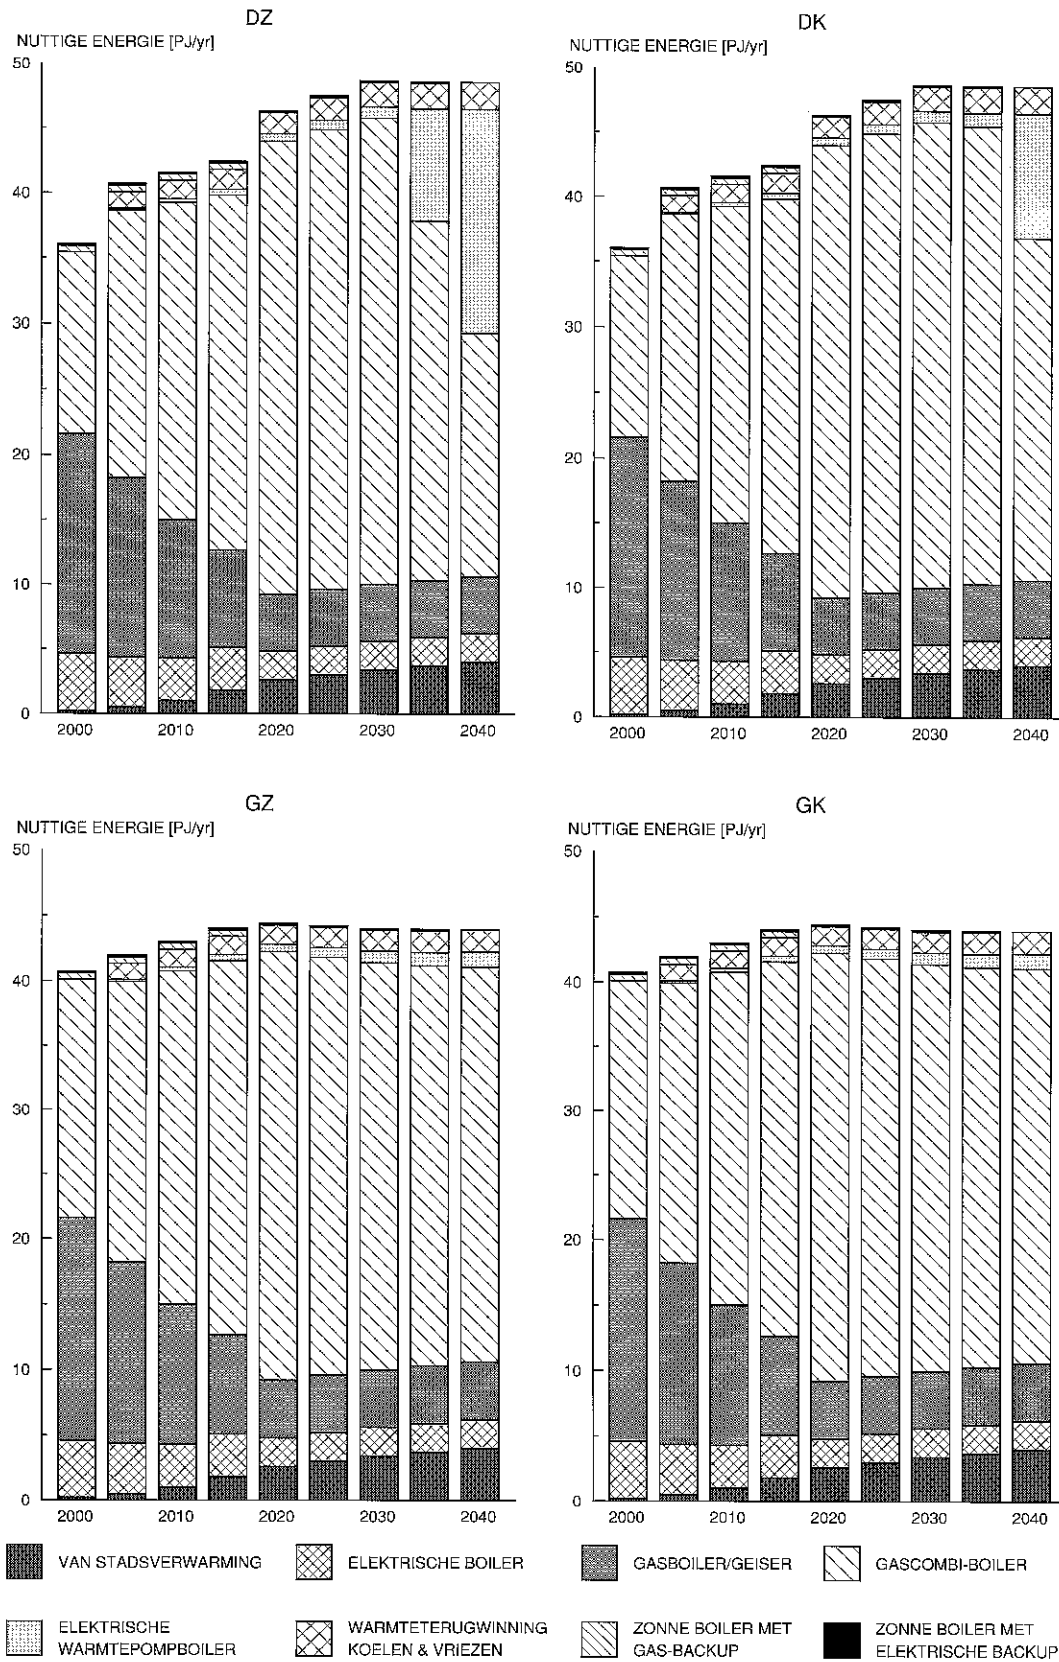 DZ
NUTTIGE ENERGIE [PJ/yr]
50
40
30
20
10
0
2000 2010 2020 2030 2040
DK
NUTTIGE ENERGIE [PJ/yr]
50
40
30
20
10
0
2000 2010 2020 2030 2040
GZ
NUTTIGE ENERGIE [PJ/yr]
50
40
30
20
10
0
2000 2010 2020 2030 2040
GK
NUTTIGE ENERGIE [PJ/yr]
50
40
30
20
10
0
2000 2010 2020 2030 2040
VAN STADSVERWARMING
ELEKTRISCHE BOILER
GASBOILER/GEISER
GASCOMBI-BOILER
ELEKTRISCHE
WARMTEPOMPBOILER
WARMTETERUGWINNING
KOELEN & VRIEZEN
ZONNE BOILER MET
GAS-BACKUP
ZONNE BOILER MET
ELEKTRISCHE BACKUP